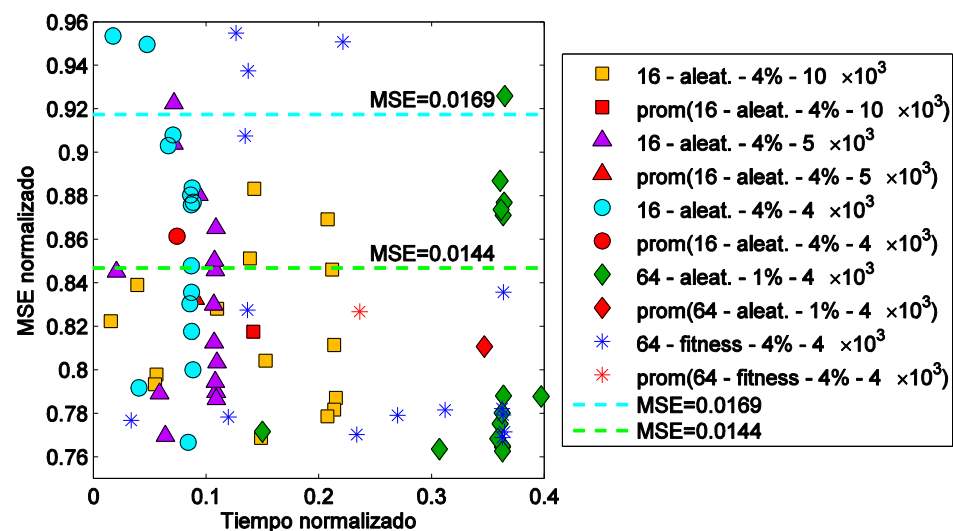 0.96
0.94
0.92
0.9
0.88
0.86
0.84
0.82
0.8
0.78
0.76
MSE normalizado
MSE=0.0169
MSE=0.0144
0 0.1 0.2 0.3 0.4
Tiempo normalizado
16 - aleat. - 4% - 10 ×10³
prom(16 - aleat. - 4% - 10 ×10³)
16 - aleat. - 4% - 5 ×10³
prom(16 - aleat. - 4% - 5 ×10³)
16 - aleat. - 4% - 4 ×10³
prom(16 - aleat. - 4% - 4 ×10³)
64 - aleat. - 1% - 4 ×10³
prom(64 - aleat. - 1% - 4 ×10³)
64 - fitness - 4% - 4 ×10³
prom(64 - fitness - 4% - 4 ×10³)
MSE=0.0169
MSE=0.0144